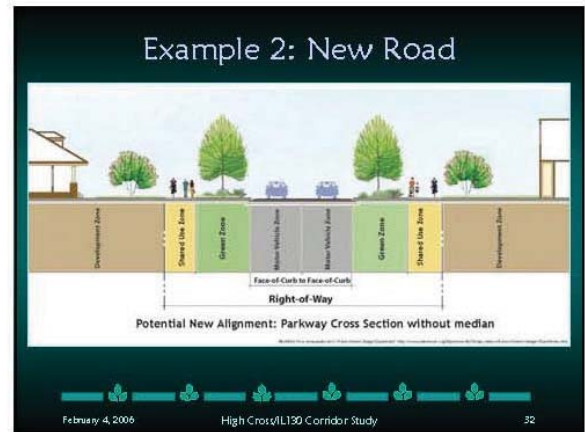 Example 2: New Road
Development Zone
Shared Use Zone
Green Zone
Motor Vehicle Zone
Motor Vehicle Zone
Green Zone
Shared Use Zone
Development Zone
Face-of-Curb to Face-of-Curb
Right-of-Way
Potential New Alignment: Parkway Cross Section without median
February 4, 2006
High Cross/IL130 Corridor Study
32